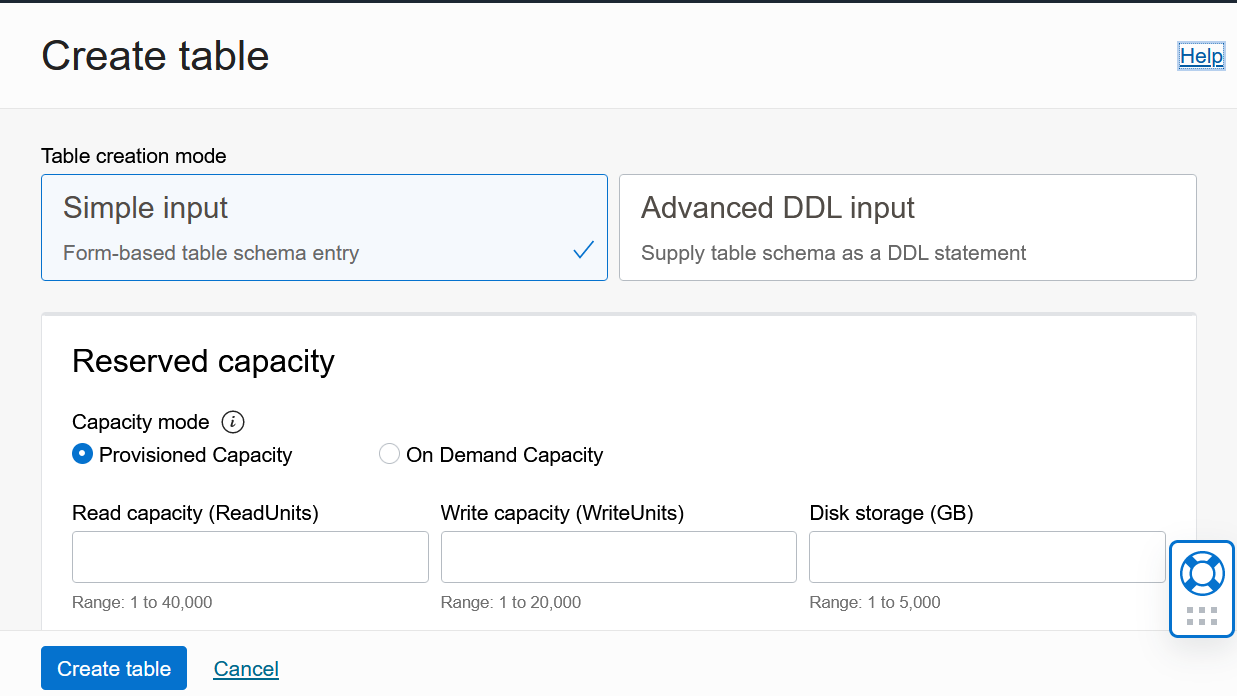 Create table
Help
Table creation mode
Simple input
Form-based table schema entry
Advanced DDL input
Supply table schema as a DDL statement
Reserved capacity
Capacity mode
Provisioned Capacity
On Demand Capacity
Read capacity (ReadUnits)
Write capacity (WriteUnits)
Disk storage (GB)
Range: 1 to 40,000
Range: 1 to 20,000
Range: 1 to 5,000
Create table
Cancel